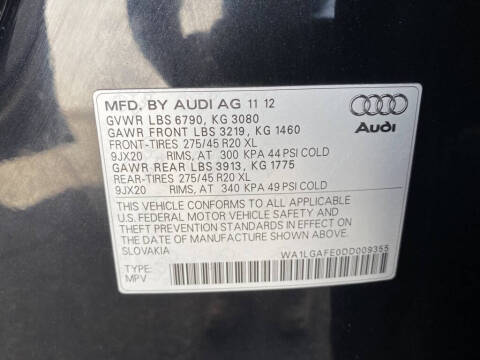 MFD. BY AUDI AG 11 12
GVWR LBS 6790, KG 3080
GAWR FRONT LBS 3219, KG 1460
FRONT-TIRES 275/45 R20 XL
9JX20 RIMS, AT 300 KPA 44 PSI COLD
GAWR REAR LBS 3913, KG 1775
REAR-TIRES 275/45 R20 XL
9JX20 RIMS, AT 340 KPA 49 PSI COLD
Audi
THIS VEHICLE CONFORMS TO ALL APPLICABLE
U.S. FEDERAL MOTOR VEHICLE SAFETY AND
THEFT PREVENTION STANDARDS IN EFFECT ON
THE DATE OF MANUFACTURE SHOWN ABOVE.
SLOVAKIA
WA1LGAFE0DD009355
TYPE:
MPV